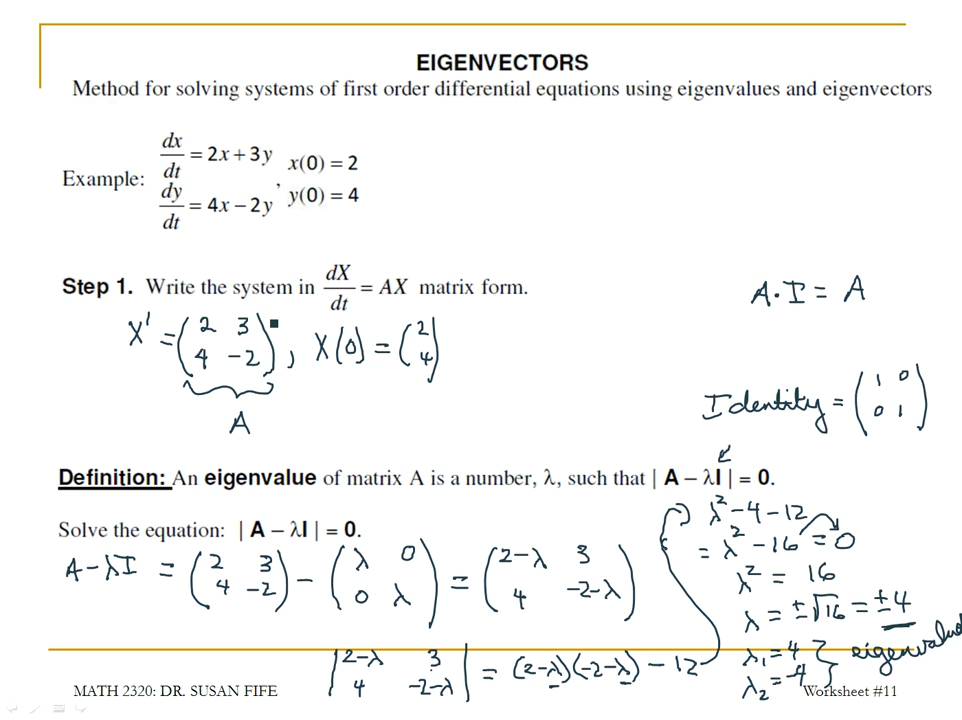 EIGENVECTORS
Method for solving systems of first order differential equations using eigenvalues and eigenvectors
Example: dx/dt = 2x + 3y, x(0) = 2
dy/dt = 4x − 2y, y(0) = 4
Step 1. Write the system in dX/dt = AX matrix form.
A·I = A
X' = (2 3
4 −2), X(0) = (2
4)
A
Identity = (1 0
0 1)
Definition: An eigenvalue of matrix A is a number, λ, such that | A − λI | = 0.
Solve the equation: | A − λI | = 0.
A − λI = (2 3
4 −2) − (λ 0
0 λ) = (2−λ 3
4 −2−λ)
|2−λ 3
4 −2−λ| = (2−λ)(−2−λ) − 12
λ² − 4 − 12
= λ² − 16 = 0
λ² = 16
λ = ±√16 = ±4
λ₁ = 4
λ₂ = −4 } eigenvalue
MATH 2320: DR. SUSAN FIFE
Worksheet #11